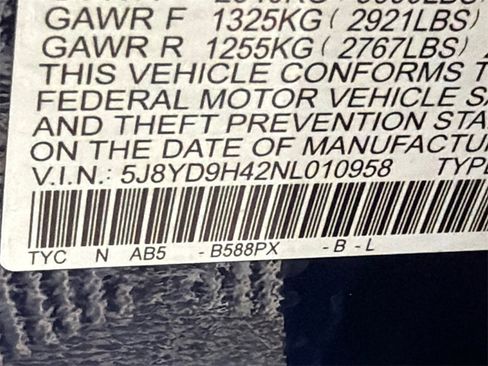 GAWR F 1325KG ( 2921LBS)
GAWR R 1255KG ( 2767LBS)
THIS VEHICLE CONFORMS
FEDERAL MOTOR VEHICLE
AND THEFT PREVENTION
ON THE DATE OF
V.I.N.: 5J8YD9H42NL010958 TYPE
TYC N AB5 - B588PX - B - L